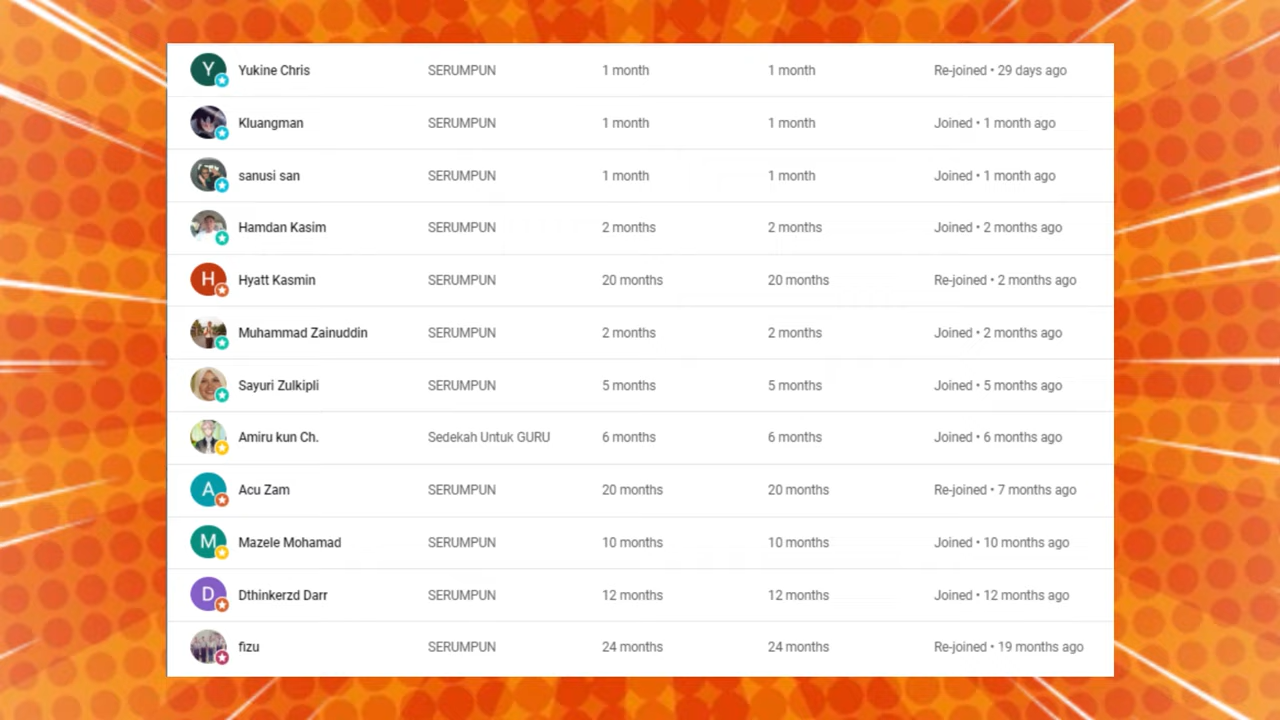 Y Yukine Chris SERUMPUN 1 month 1 month Re-joined • 29 days ago
Kluangman SERUMPUN 1 month 1 month Joined • 1 month ago
sanusi san SERUMPUN 1 month 1 month Joined • 1 month ago
Hamdan Kasim SERUMPUN 2 months 2 months Joined • 2 months ago
H Hyatt Kasmin SERUMPUN 20 months 20 months Re-joined • 2 months ago
Muhammad Zainuddin SERUMPUN 2 months 2 months Joined • 2 months ago
Sayuri Zulkipli SERUMPUN 5 months 5 months Joined • 5 months ago
Amiru kun Ch. Sedekah Untuk GURU 6 months 6 months Joined • 6 months ago
A Acu Zam SERUMPUN 20 months 20 months Re-joined • 7 months ago
M Mazele Mohamad SERUMPUN 10 months 10 months Joined • 10 months ago
D Dthinkerzd Darr SERUMPUN 12 months 12 months Joined • 12 months ago
fizu SERUMPUN 24 months 24 months Re-joined • 19 months ago